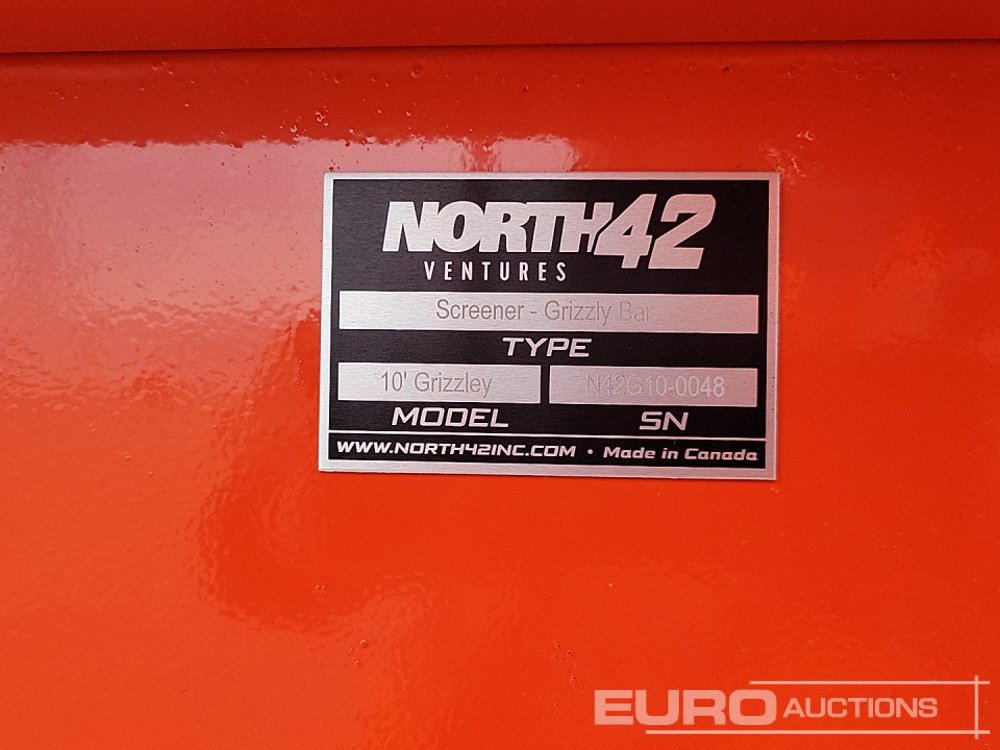 NORTH42
VENTURES
Screener - Grizzly Bar
TYPE
10' Grizzley N42G10-0048
MODEL SN
WWW.NORTH42INC.COM • Made in Canada
EURO AUCTIONS